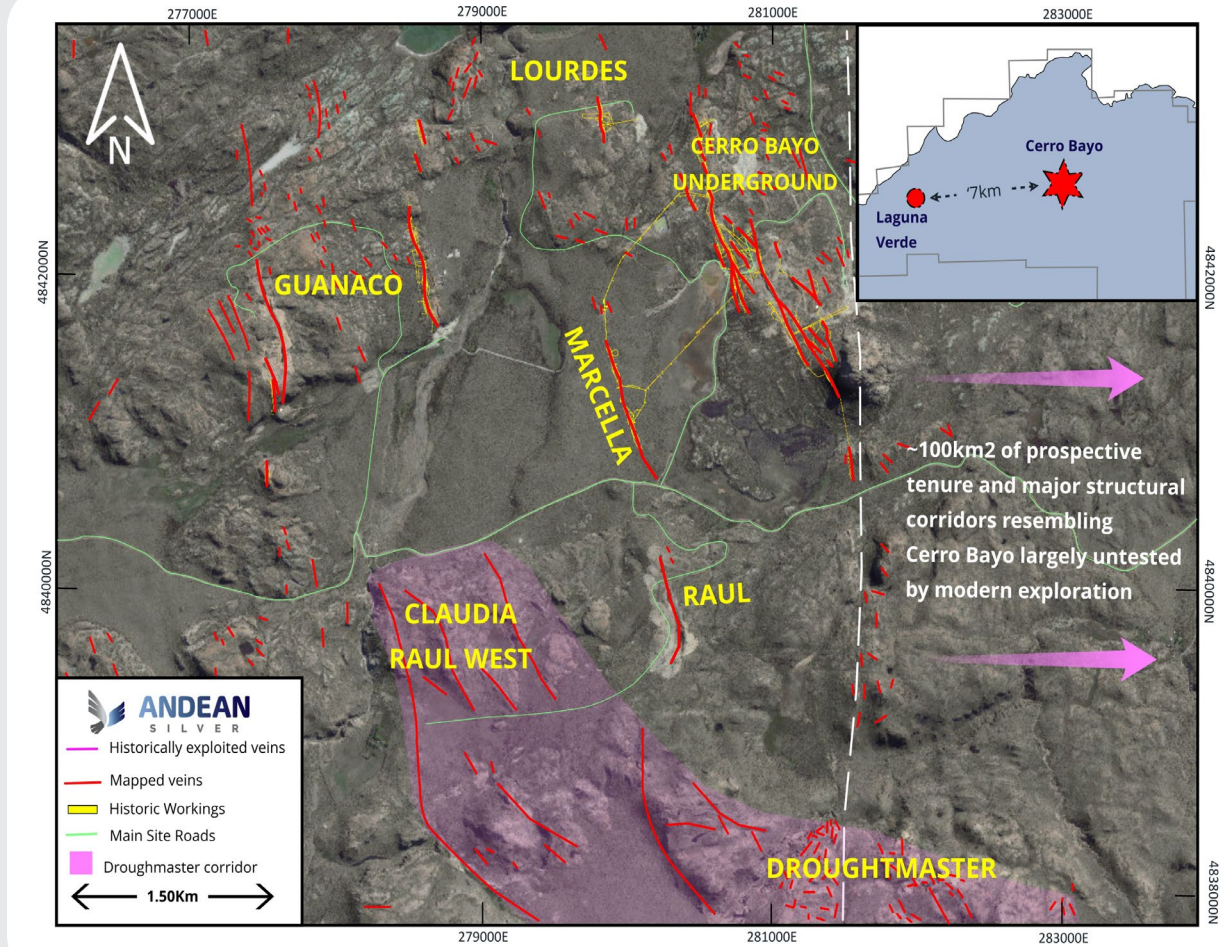 277000E
279000E
281000E
283000E
N
LOURDES
CERRO BAYO
UNDERGROUND
GUANACO
MARCELLA
Cerro Bayo
7km
Laguna
Verde
4842000N
4842000N
~100km2 of prospective
tenure and major structural
corridors resembling
Cerro Bayo largely untested
by modern exploration
4840000N
4840000N
CLAUDIA
RAUL WEST
RAUL
DROUGHTMASTER
ANDEAN
SILVER
Historically exploited veins
Mapped veins
Historic Workings
Main Site Roads
Droughmaster corridor
1.50Km
4838000N
279000E
281000E
283000E